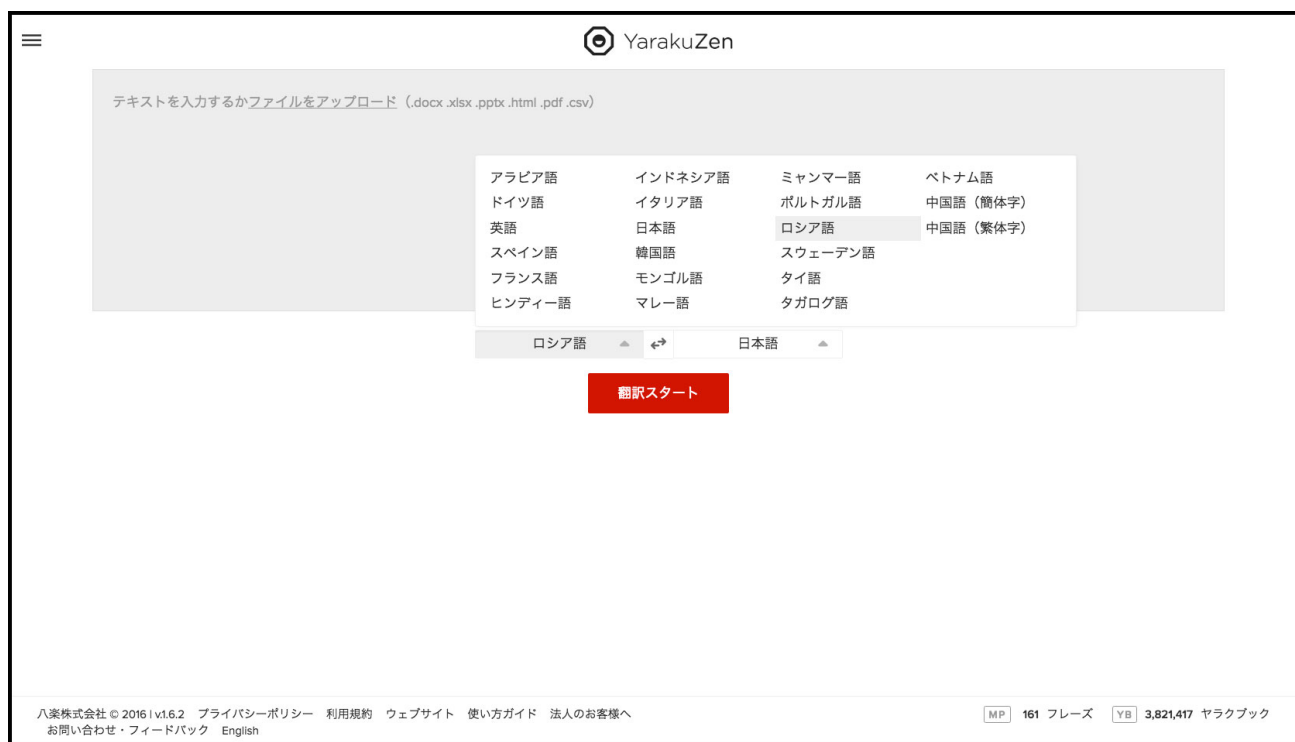 YarakuZen
テキストを入力するかファイルをアップロード（.docx .xlsx .pptx .html .pdf .csv）
アラビア語 インドネシア語 ミャンマー語 ベトナム語
ドイツ語 イタリア語 ポルトガル語 中国語（簡体字）
英語 日本語 ロシア語 中国語（繁体字）
スペイン語 韓国語 スウェーデン語
フランス語 モンゴル語 タイ語
ヒンディー語 マレー語 タガログ語
ロシア語 日本語
翻訳スタート
八楽株式会社 © 2016 | v.1.6.2 プライバシーポリシー 利用規約 ウェブサイト 使い方ガイド 法人のお客様へ
お問い合わせ・フィードバック English
MP 161 フレーズ YB 3,821,417 ヤラクブック